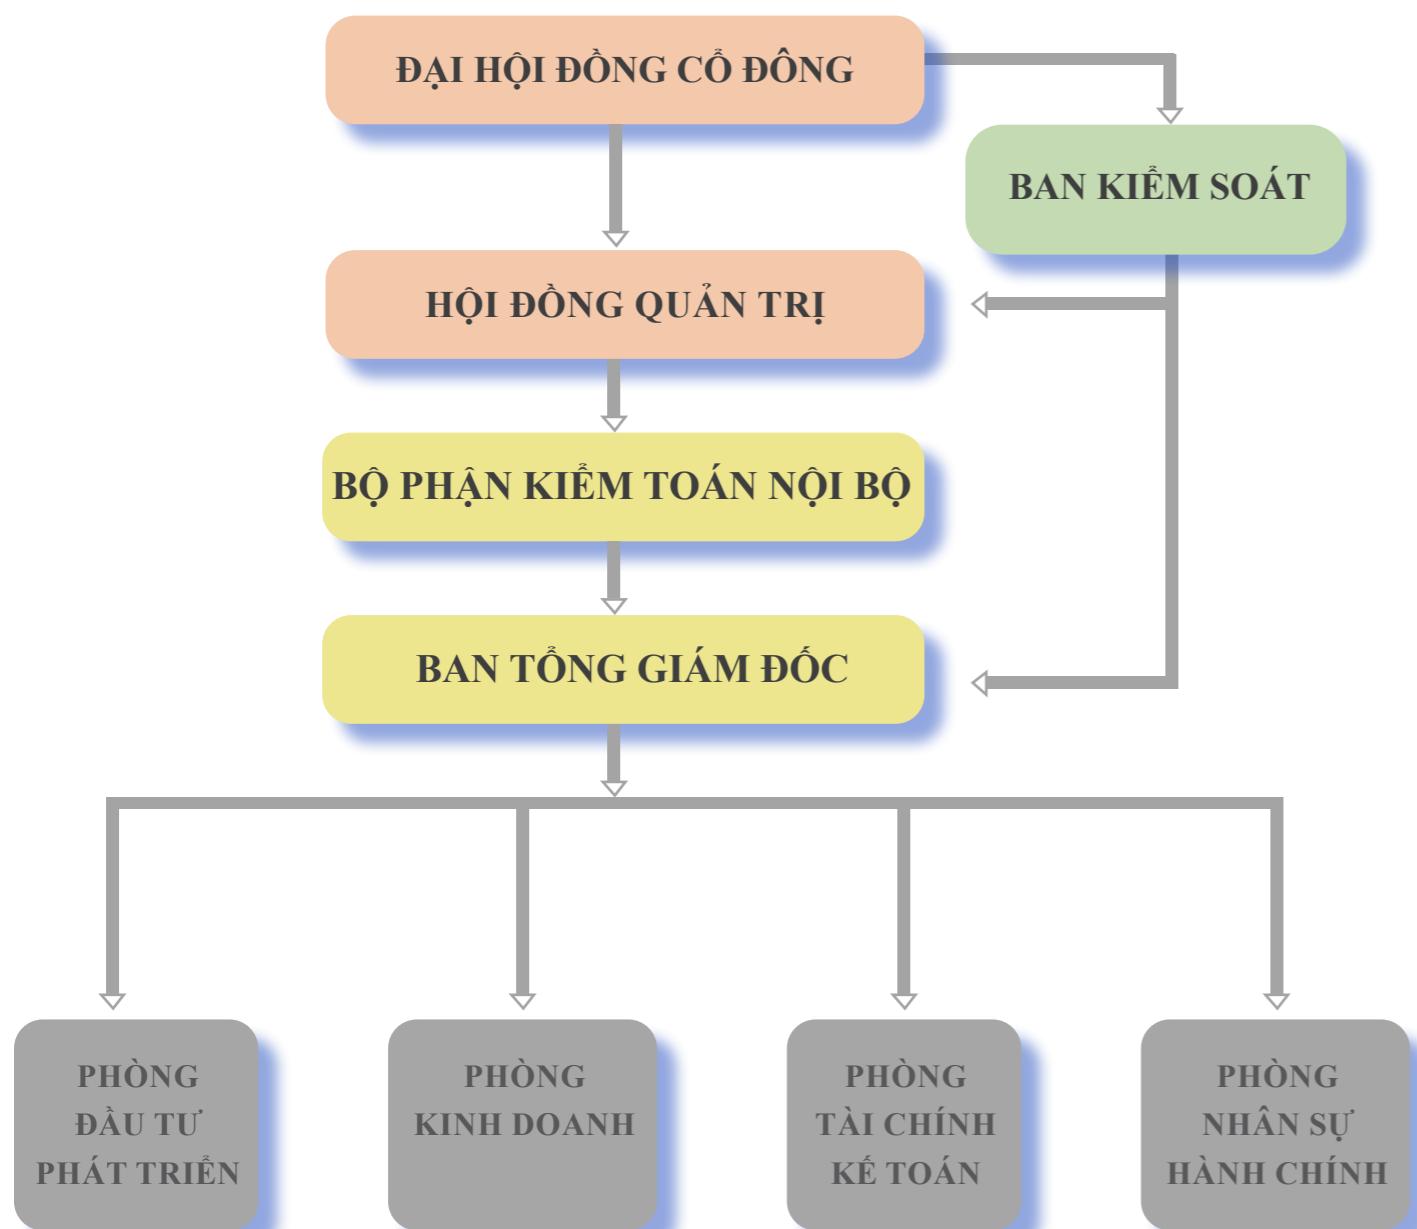 ĐẠI HỘI ĐỒNG CỔ ĐÔNG
BAN KIỂM SOÁT
HỘI ĐỒNG QUẢN TRỊ
BỘ PHẬN KIỂM TOÁN NỘI BỘ
BAN TỔNG GIÁM ĐỐC
PHÒNG
ĐẦU TƯ
PHÁT TRIỂN
PHÒNG
KINH DOANH
PHÒNG
TÀI CHÍNH
KẾ TOÁN
PHÒNG
NHÂN SỰ
HÀNH CHÍNH